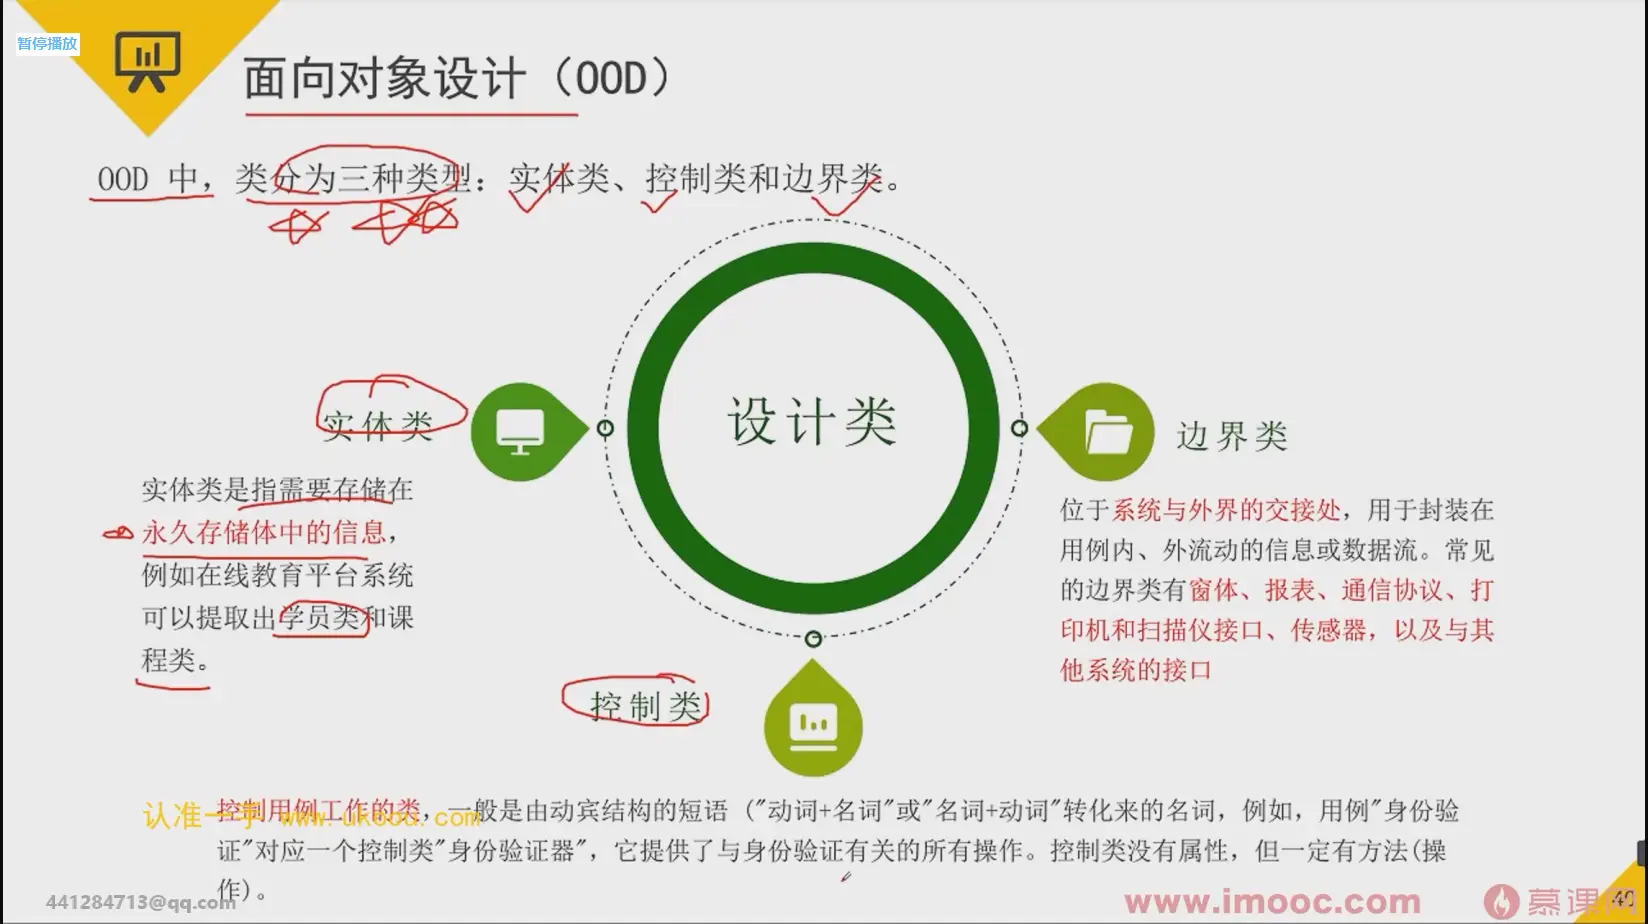 暂停播放
面向对象设计（OOD）
OOD 中，类分为三种类型：实体类、控制类和边界类。
设计类
实体类
实体类是指需要存储在
永久存储体中的信息，
例如在线教育平台系统
可以提取出学员类和课
程类。
边界类
位于系统与外界的交接处，用于封装在
用例内、外流动的信息或数据流。常见
的边界类有窗体、报表、通信协议、打
印机和扫描仪接口、传感器，以及与其
他系统的接口
控制类
控制用例工作的类，一般是由动宾结构的短语（"动词+名词"或"名词+动词"转化来的名词，例如，用例"身份验
证"对应一个控制类"身份验证器"，它提供了与身份验证有关的所有操作。控制类没有属性，但一定有方法(操
作)。
认准一手 www.ukoou.com
441284713@qq.com
www.imooc.com
慕课
40